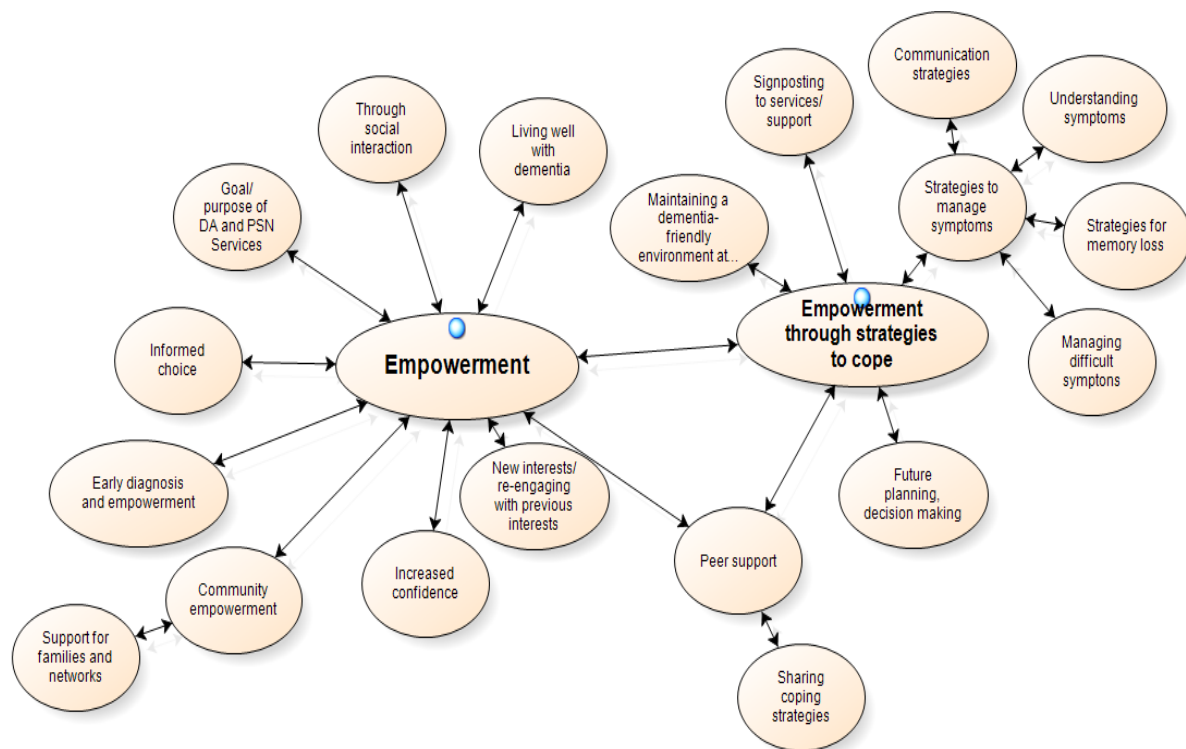 Communication
strategies
Signposting
to services/
support
Understanding
symptoms
Through
social
interaction
Living well
with
dementia
Strategies to
manage
symptoms
Goal/
purpose of
DA and PSN
Services
Maintaining a
dementia-
friendly
environment at...
Strategies for
memory loss
Empowerment
through strategies
to cope
Informed
choice
Empowerment
Managing
difficult
symptons
Early diagnosis
and empowerment
New interests/
re-engaging
with previous
interests
Future
planning,
decision making
Peer support
Increased
confidence
Community
empowerment
Support for
families and
networks
Sharing
coping
strategies